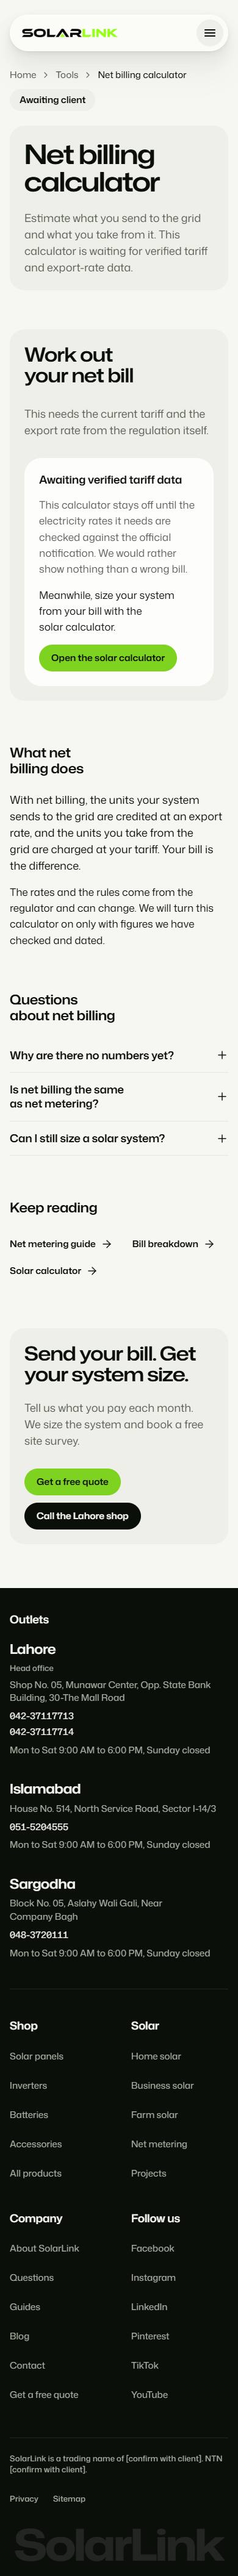 SOLARLINK
Home > Tools > Net billing calculator
Awaiting client
Net billing
calculator
Estimate what you send to the grid
and what you take from it. This
calculator is waiting for verified tariff
and export-rate data.
Work out
your net bill
This needs the current tariff and the
export rate from the regulation itself.
Awaiting verified tariff data
This calculator stays off until the
electricity rates it needs are
checked against the official
notification. We would rather
show nothing than a wrong bill.
Meanwhile, size your system
from your bill with the
solar calculator.
Open the solar calculator
What net
billing does
With net billing, the units your system
sends to the grid are credited at an export
rate, and the units you take from the
grid are charged at your tariff. Your bill is
the difference.
The rates and the rules come from the
regulator and can change. We will turn this
calculator on only with figures we have
checked and dated.
Questions
about net billing
Why are there no numbers yet?
Is net billing the same
as net metering?
Can I still size a solar system?
Keep reading
Net metering guide → Bill breakdown →
Solar calculator →
Send your bill. Get
your system size.
Tell us what you pay each month.
We size the system and book a free
site survey.
Get a free quote
Call the Lahore shop
Outlets
Lahore
Head office
Shop No. 05, Munawar Center, Opp. State Bank
Building, 30-The Mall Road
042-37117713
042-37117714
Mon to Sat 9:00 AM to 6:00 PM, Sunday closed
Islamabad
House No. 514, North Service Road, Sector I-14/3
051-5204555
Mon to Sat 9:00 AM to 6:00 PM, Sunday closed
Sargodha
Block No. 05, Aslahy Wali Gali, Near
Company Bagh
048-3720111
Mon to Sat 9:00 AM to 6:00 PM, Sunday closed
Shop
Solar panels
Inverters
Batteries
Accessories
All products
Solar
Home solar
Business solar
Farm solar
Net metering
Projects
Company
About SolarLink
Questions
Guides
Blog
Contact
Get a free quote
Follow us
Facebook
Instagram
LinkedIn
Pinterest
TikTok
YouTube
SolarLink is a trading name of [confirm with client]. NTN
[confirm with client].
Privacy Sitemap
SolarLink